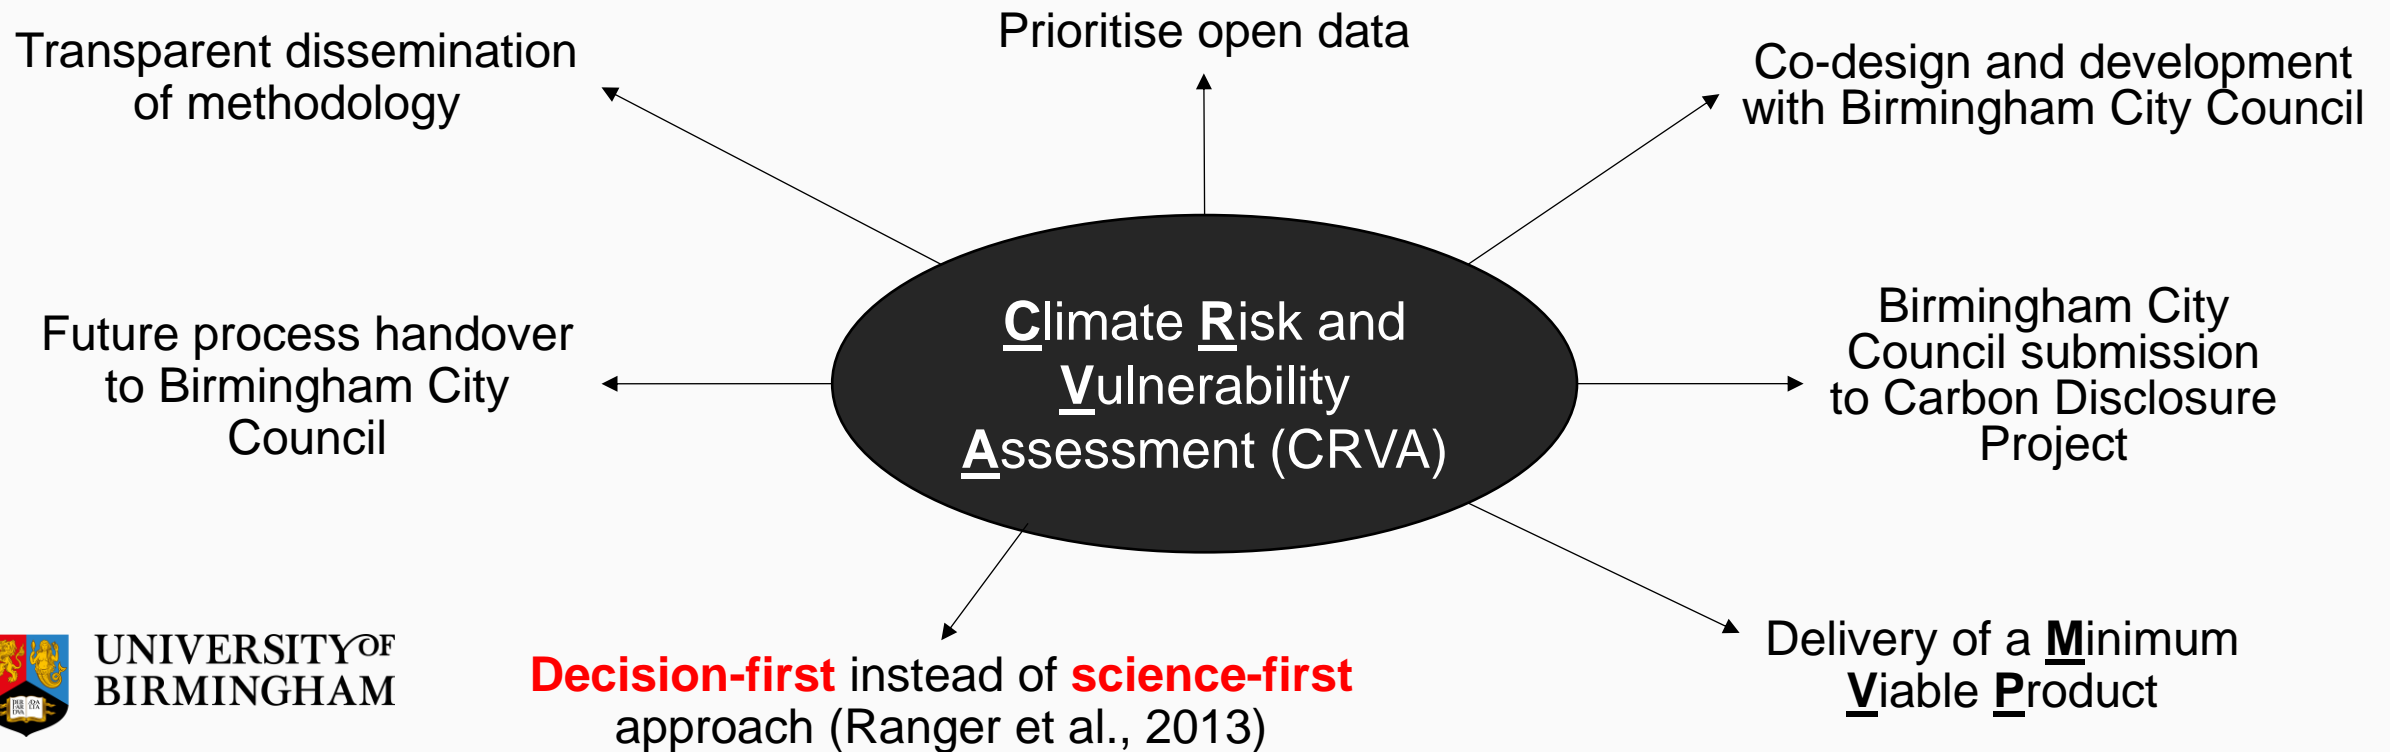 Transparent dissemination
of methodology
Prioritise open data
Co-design and development
with Birmingham City Council
Future process handover
to Birmingham City
Council
Climate Risk and
Vulnerability
Assessment (CRVA)
Birmingham City
Council submission
to Carbon Disclosure
Project
UNIVERSITY OF
BIRMINGHAM
Decision-first instead of science-first
approach (Ranger et al., 2013)
Delivery of a Minimum
Viable Product